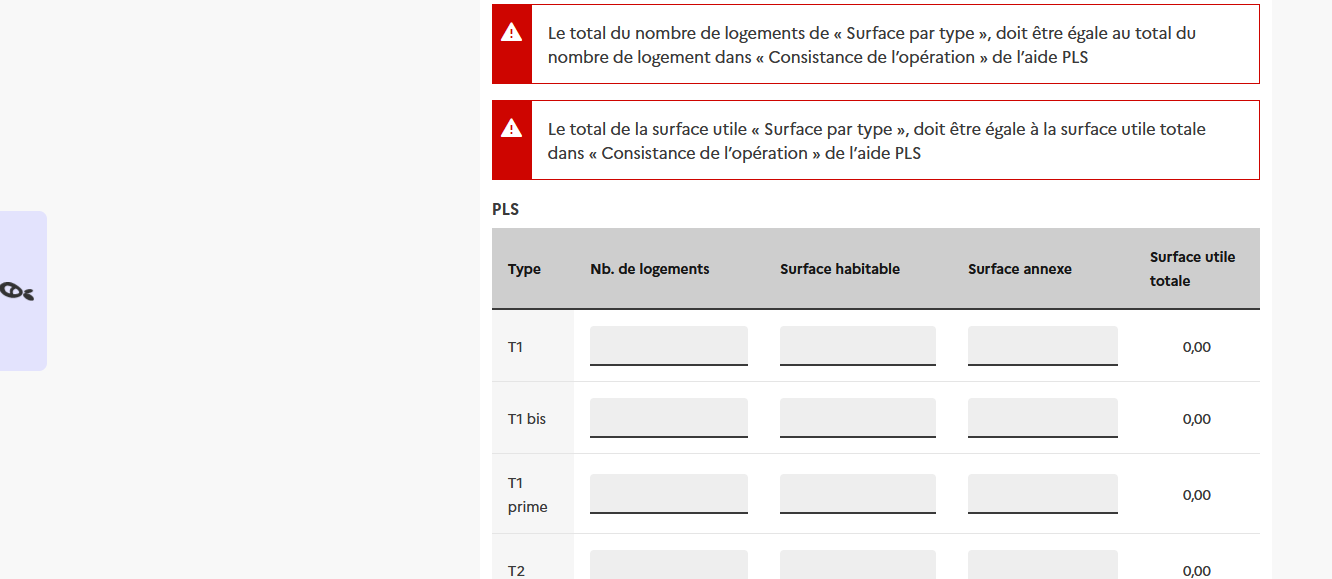 Le total du nombre de logements de « Surface par type », doit être égale au total du
nombre de logement dans « Consistance de l’opération » de l’aide PLS
Le total de la surface utile « Surface par type », doit être égale à la surface utile totale
dans « Consistance de l’opération » de l’aide PLS
PLS
Type Nb. de logements Surface habitable Surface annexe Surface utile
totale
T1 0,00
T1 bis 0,00
T1
prime 0,00
T2 0,00